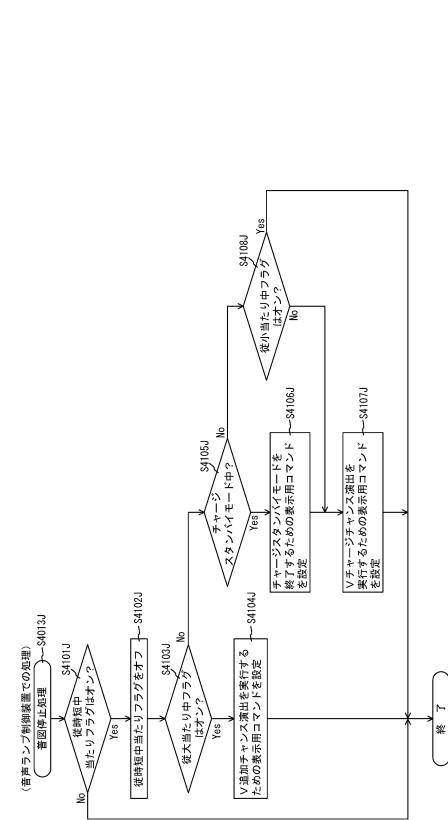 (音声ランプ制御装置での処理)
普図停止処理
S4013J
S4101J
従時短中
当たりフラグはオン?
No
Yes
S4102J
従時短中当たりフラグをオフ
S4103J
従大当たり中フラグ
はオン?
No
Yes
S4104J
V追加チャンス演出を実行する
ための表示用コマンドを設定
S4105J
チャージ
スタンバイモード中?
No
Yes
S4106J
チャージスタンバイモードを
終了するための表示用コマンド
を設定
S4108J
従小当たり中フラグ
はオン?
Yes
No
S4107J
Vチャージチャンス演出を
実行するための表示用コマンド
を設定
終 了